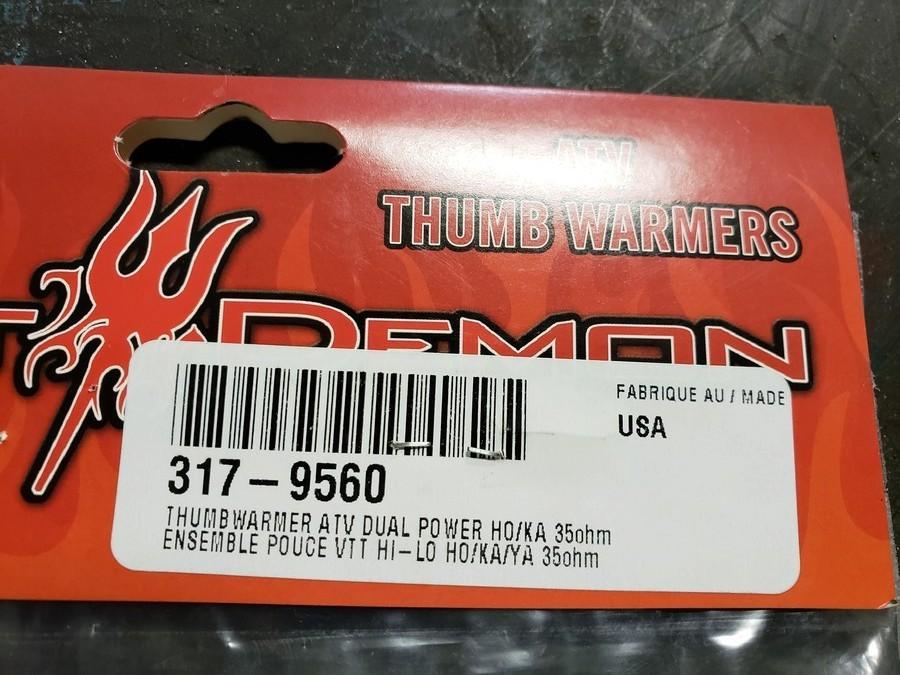 ATV
THUMB WARMERS
DEMON
FABRIQUE AU / MADE
USA
317-9560
THUMBWARMER ATV DUAL POWER HO/KA 35ohm
ENSEMBLE POUCE VTT HI-LO HO/KA/YA 35ohm